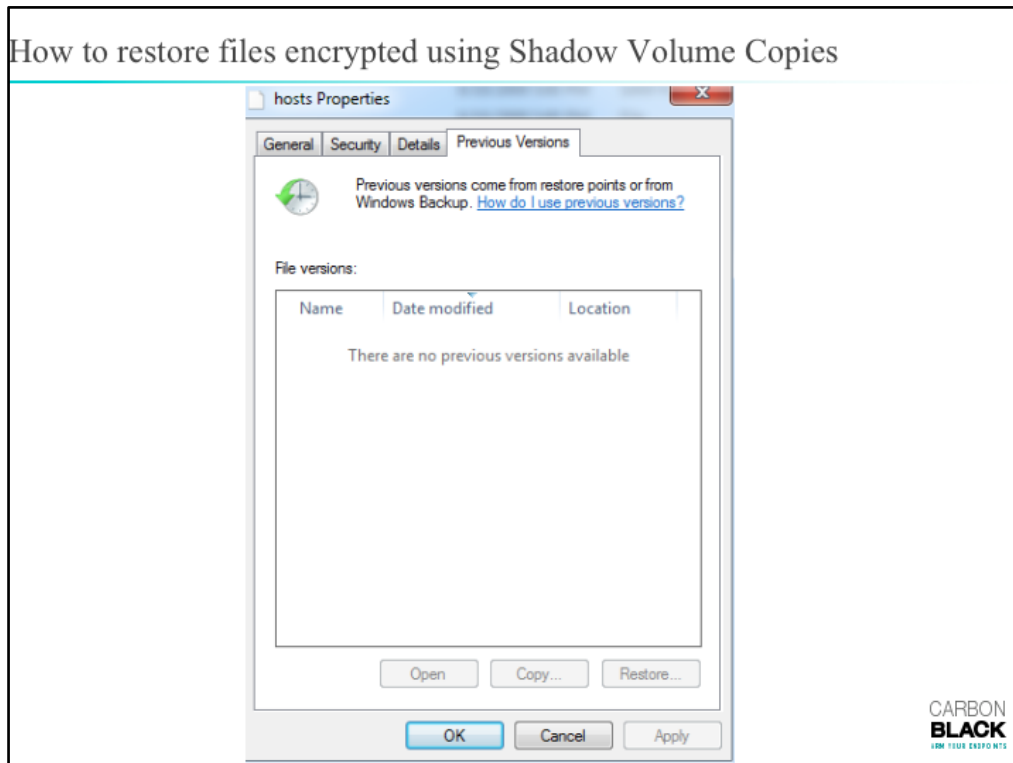 How to restore files encrypted using Shadow Volume Copies
hosts Properties
General Security Details Previous Versions
Previous versions come from restore points or from
Windows Backup. How do I use previous versions?
File versions:
Name Date modified Location
There are no previous versions available
Open Copy... Restore...
OK Cancel Apply
CARBON
BLACK
ARM YOUR ENDPOINTS